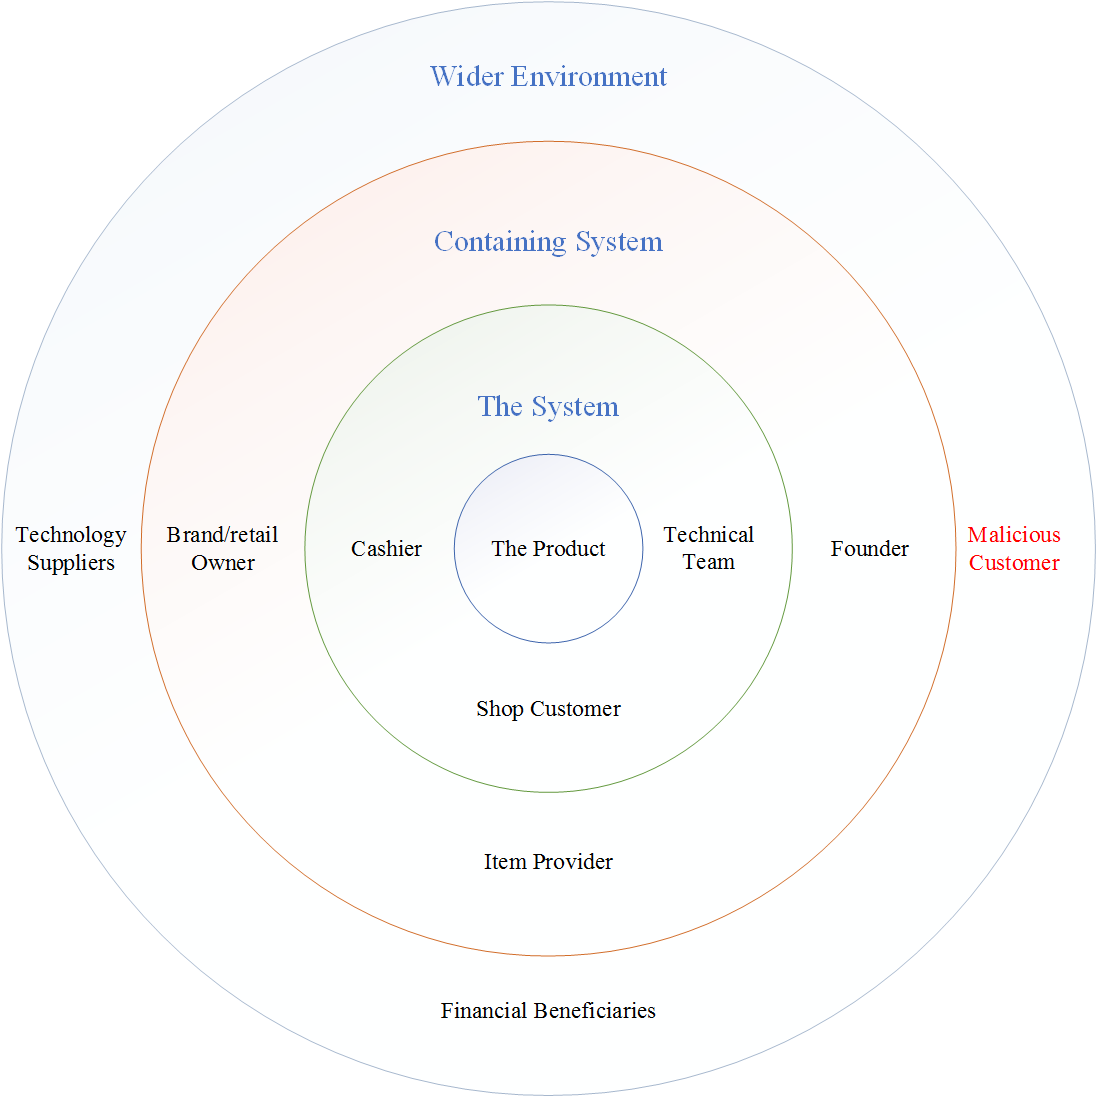 Wider Environment
Containing System
The System
Technology
Suppliers
Brand/retail
Owner
Cashier
The Product
Technical
Team
Founder
Malicious
Customer
Shop Customer
Item Provider
Financial Beneficiaries